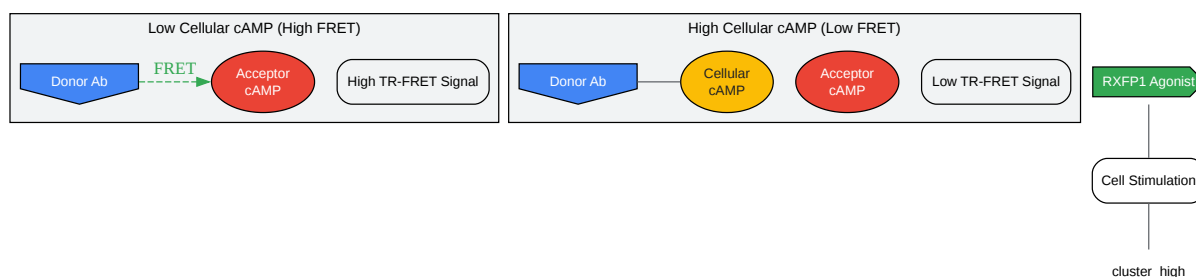 Low Cellular cAMP (High FRET)
Donor Ab
FRET
Acceptor
cAMP
High TR-FRET Signal
High Cellular cAMP (Low FRET)
Donor Ab
Cellular
cAMP
Acceptor
cAMP
Low TR-FRET Signal
RXFP1 Agonist
Cell Stimulation
cluster_high